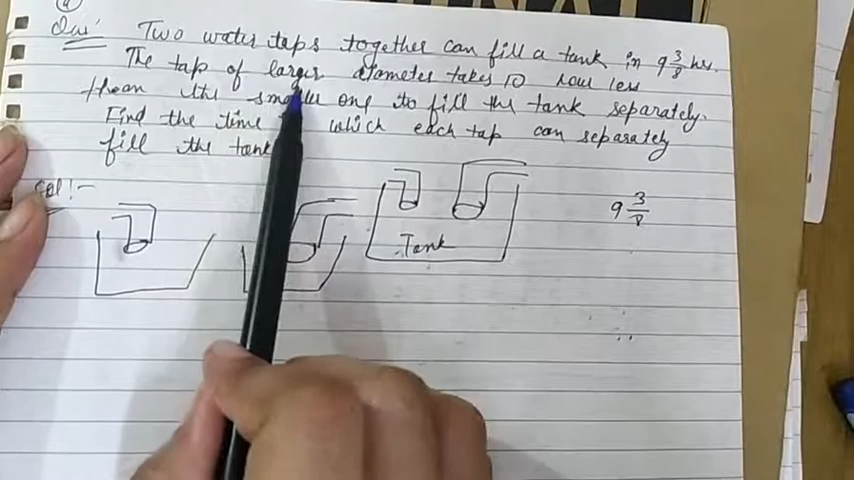 Que:
Two water taps together can fill a tank in 9 3/8 hrs.
The tap of larger diameter takes 10 hour less
than the smaller one to fill the tank separately.
Find the time which each tap can separately
fill the tank
Sol:-
Tank
9 3/8